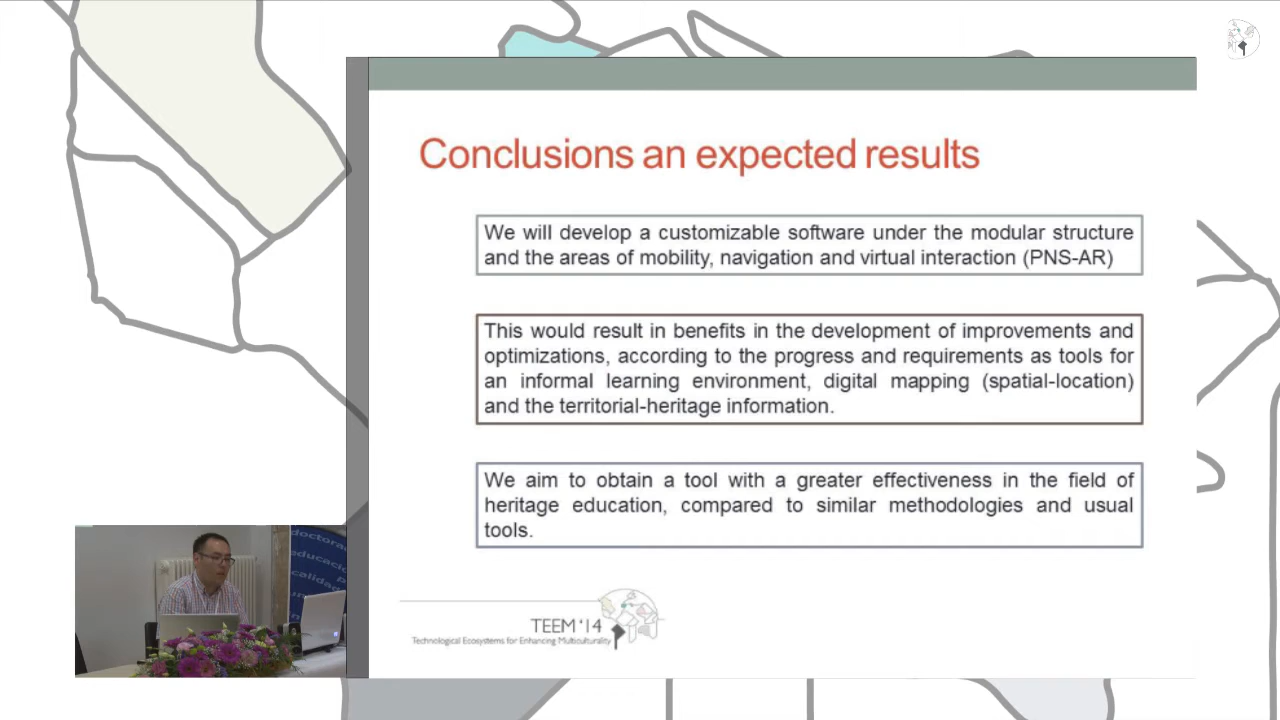 Conclusions an expected results
We will develop a customizable software under the modular structure
and the areas of mobility, navigation and virtual interaction (PNS-AR)
This would result in benefits in the development of improvements and
optimizations, according to the progress and requirements as tools for
an informal learning environment, digital mapping (spatial-location)
and the territorial-heritage information.
We aim to obtain a tool with a greater effectiveness in the field of
heritage education, compared to similar methodologies and usual
tools.
TEEM'14
Technological Ecosystems for Enhancing Multiculturality
doctora
educació
calidad